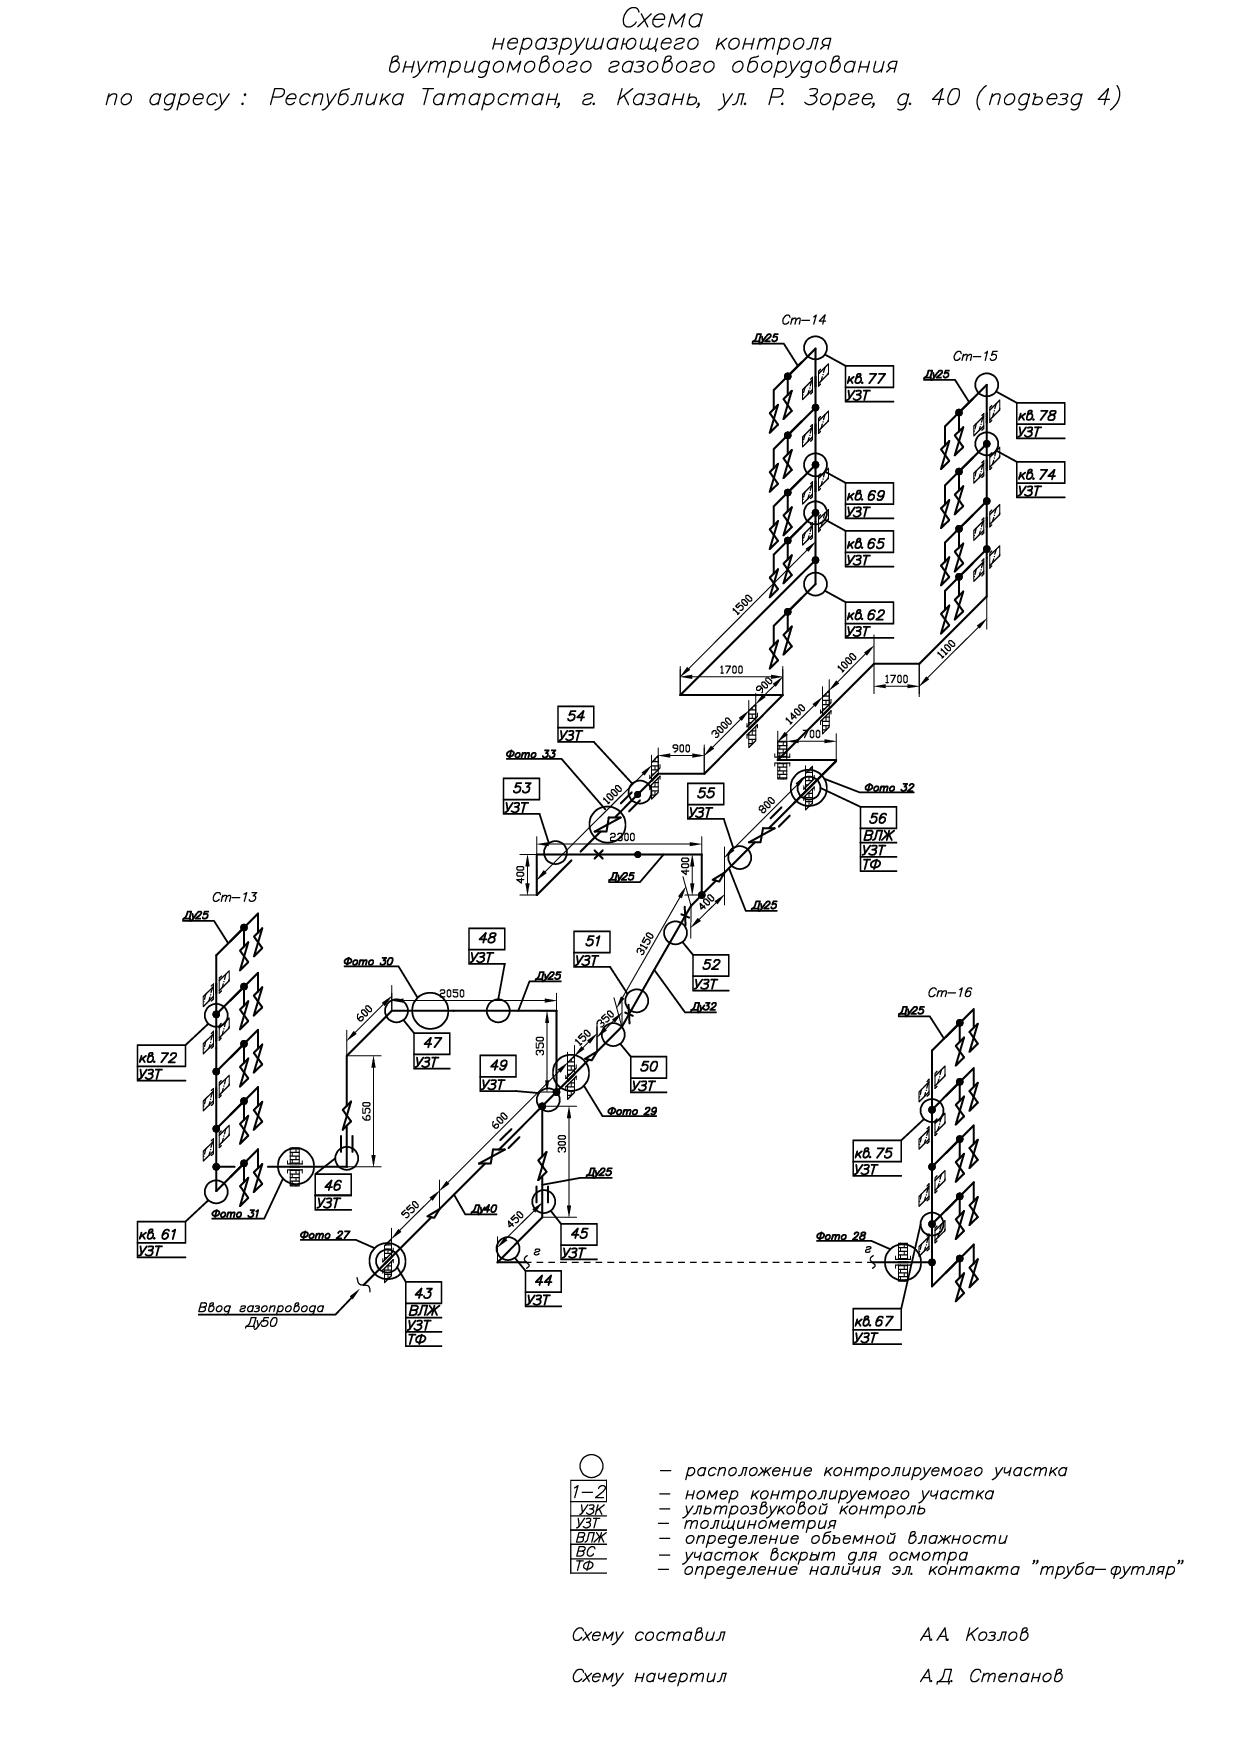 Схема
неразрушающего контроля
внутридомового газового оборудования
по адресу : Республика Татарстан, г. Казань, ул. Р. Зорге, д. 40 (подъезд 4)
Ст-14
Ду25
кв. 77
УЗТ
кв. 69
УЗТ
кв. 65
УЗТ
кв. 62
УЗТ
Ст-15
Ду25
кв. 78
УЗТ
кв. 74
УЗТ
1500
1700
900
3000
900
1000
1100
1700
1000
1400
700
54
УЗТ
Фото 33
53
УЗТ
2300
400
Ду25
400
55
УЗТ
800
Фото 32
56
ВЛЖ
УЗТ
ТФ
400
Ду25
Ст-13
Ду25
кв. 72
УЗТ
кв. 61
УЗТ
Фото 31
46
УЗТ
650
600
Фото 30
2050
48
УЗТ
Ду25
47
УЗТ
350
49
УЗТ
51
УЗТ
3150
52
УЗТ
Ду32
350
150
50
УЗТ
Фото 29
600
300
Ду25
550
Ду40
450
45
УЗТ
г
44
УЗТ
Фото 27
43
ВЛЖ
УЗТ
ТФ
Ввод газопровода
Ду50
Ст-16
Ду25
кв. 75
УЗТ
Фото 28
г
кв. 67
УЗТ
– расположение контролируемого участка
1-2 – номер контролируемого участка
УЗК – ультрозвуковой контроль
УЗТ – толщинометрия
ВЛЖ – определение объемной влажности
ВС – участок вскрыт для осмотра
ТФ – определение наличия эл. контакта "труба-футляр"
Схему составил А.А. Козлов
Схему начертил А.Д. Степанов